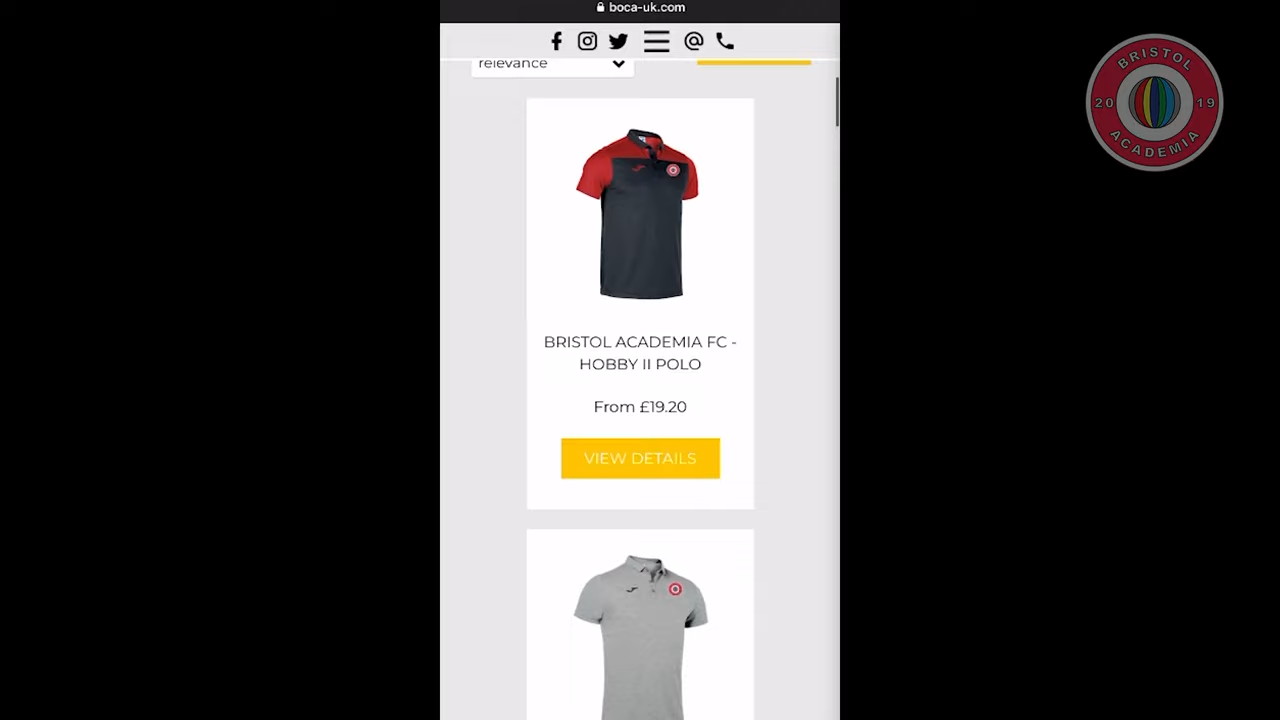 boca-uk.com
relevance
BRISTOL
20 19
ACADEMIA
BRISTOL ACADEMIA FC -
HOBBY II POLO
From £19.20
VIEW DETAILS